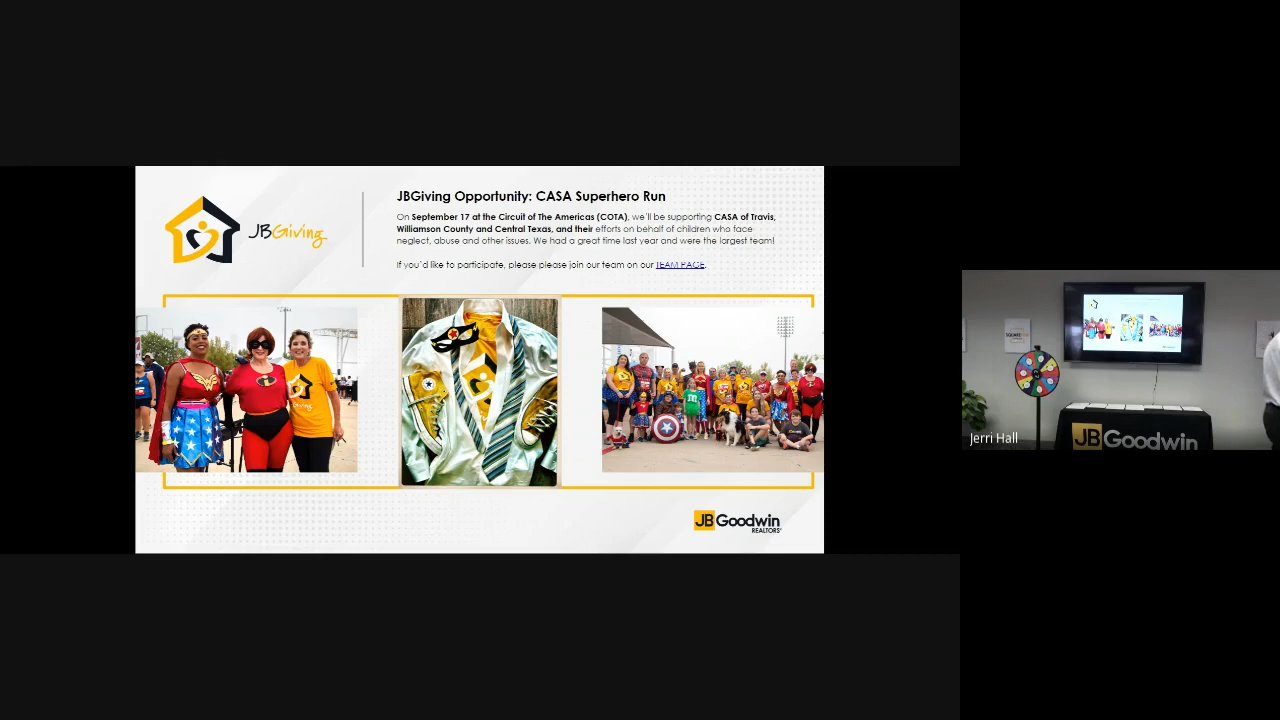 JBGiving
JBGiving Opportunity: CASA Superhero Run
On September 17 at the Circuit of The Americas (COTA), we'll be supporting CASA of Travis,
Williamson County and Central Texas, and their efforts on behalf of children who face
neglect, abuse and other issues. We had a great time last year and were the largest team!
If you'd like to participate, please please join our team on our TEAM PAGE.
JB Goodwin
REALTORS
SQUARE
Jerri Hall
JB Goodwin